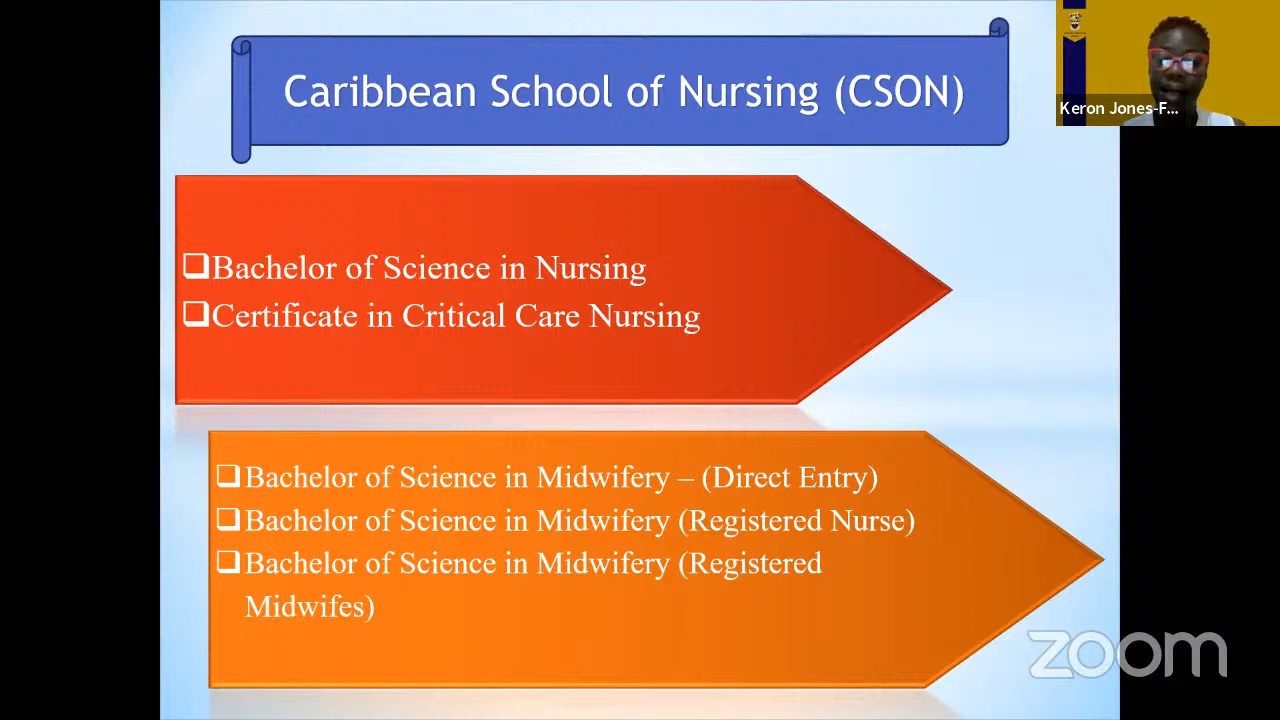 Caribbean School of Nursing (CSON)
Keron Jones-F...
Bachelor of Science in Nursing
Certificate in Critical Care Nursing
Bachelor of Science in Midwifery – (Direct Entry)
Bachelor of Science in Midwifery (Registered Nurse)
Bachelor of Science in Midwifery (Registered
Midwifes)
zoom